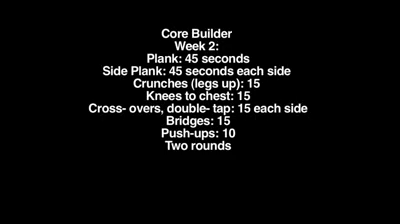 Core Builder
Week 2:
Plank: 45 seconds
Side Plank: 45 seconds each side
Crunches (legs up): 15
Knees to chest: 15
Cross- overs, double- tap: 15 each side
Bridges: 15
Push-ups: 10
Two rounds